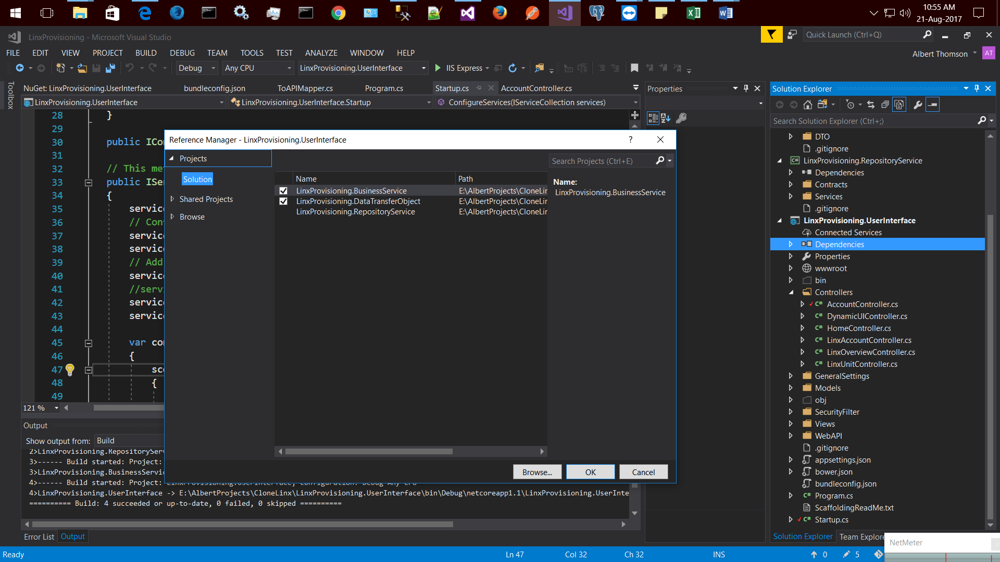 10:55 AM
21-Aug-2017
LinxProvisioning - Microsoft Visual Studio
Quick Launch (Ctrl+Q)
FILE EDIT VIEW PROJECT BUILD DEBUG TEAM TOOLS TEST ANALYZE WINDOW HELP
Albert Thomson AT
Debug Any CPU LinxProvisioning.UserInterface IIS Express
Toolbox
NuGet: LinxProvisioning.UserInterface bundleconfig.json ToAPIMapper.cs Program.cs Startup.cs AccountController.cs
LinxProvisioning.UserInterface LinxProvisioning.UserInterface.Startup ConfigureServices(IServiceCollection services)
28 }
29
30 public ICo
31
32 // This me
33 public ISe
34 {
35 servic
36 // Con
37 servic
38 servic
39 // Add
40 servic
41 //serv
42 servic
43 servic
44
45 var co
46 {
47 sc
48 {
49
121 %
Reference Manager - LinxProvisioning.UserInterface
?
Projects
Solution
Shared Projects
Browse
Search Projects (Ctrl+E)
Name Path
LinxProvisioning.BusinessService E:\AlbertProjects\CloneLin
LinxProvisioning.DataTransferObject E:\AlbertProjects\CloneLin
LinxProvisioning.RepositoryService E:\AlbertProjects\CloneLin
Name:
LinxProvisioning.BusinessService
Browse... OK Cancel
Output
Show output from: Build
2>LinxProvisioning.RepositoryServ
3>------ Build started: Project:
3>LinxProvisioning.BusinessServic
4>------ Build started: Project: LinxProvisioning.UserInterface, Configuration: Debug Any CPU
4>LinxProvisioning.UserInterface -> E:\AlbertProjects\CloneLinx\LinxProvisioning.UserInterface\bin\Debug\netcoreapp1.1\LinxProvisioning.UserInte
========== Build: 4 succeeded or up-to-date, 0 failed, 0 skipped ==========
Error List Output
Properties
Solution Explorer
Search Solution Explorer (Ctrl+;)
DTO
.gitignore
LinxProvisioning.RepositoryService
Dependencies
Contracts
Services
.gitignore
LinxProvisioning.UserInterface
Connected Services
Dependencies
Properties
wwwroot
bin
Controllers
C# AccountController.cs
C# DynamicUIController.cs
C# HomeController.cs
C# LinxAccountController.cs
C# LinxOverviewController.cs
C# LinxUnitController.cs
GeneralSettings
Models
obj
SecurityFilter
Views
WebAPI
.gitignore
appsettings.json
bower.json
bundleconfig.json
C# Program.cs
ScaffoldingReadMe.txt
C# Startup.cs
Solution Explorer Team Explore
NetMeter
Ready Ln 47 Col 32 Ch 32 INS 0 5